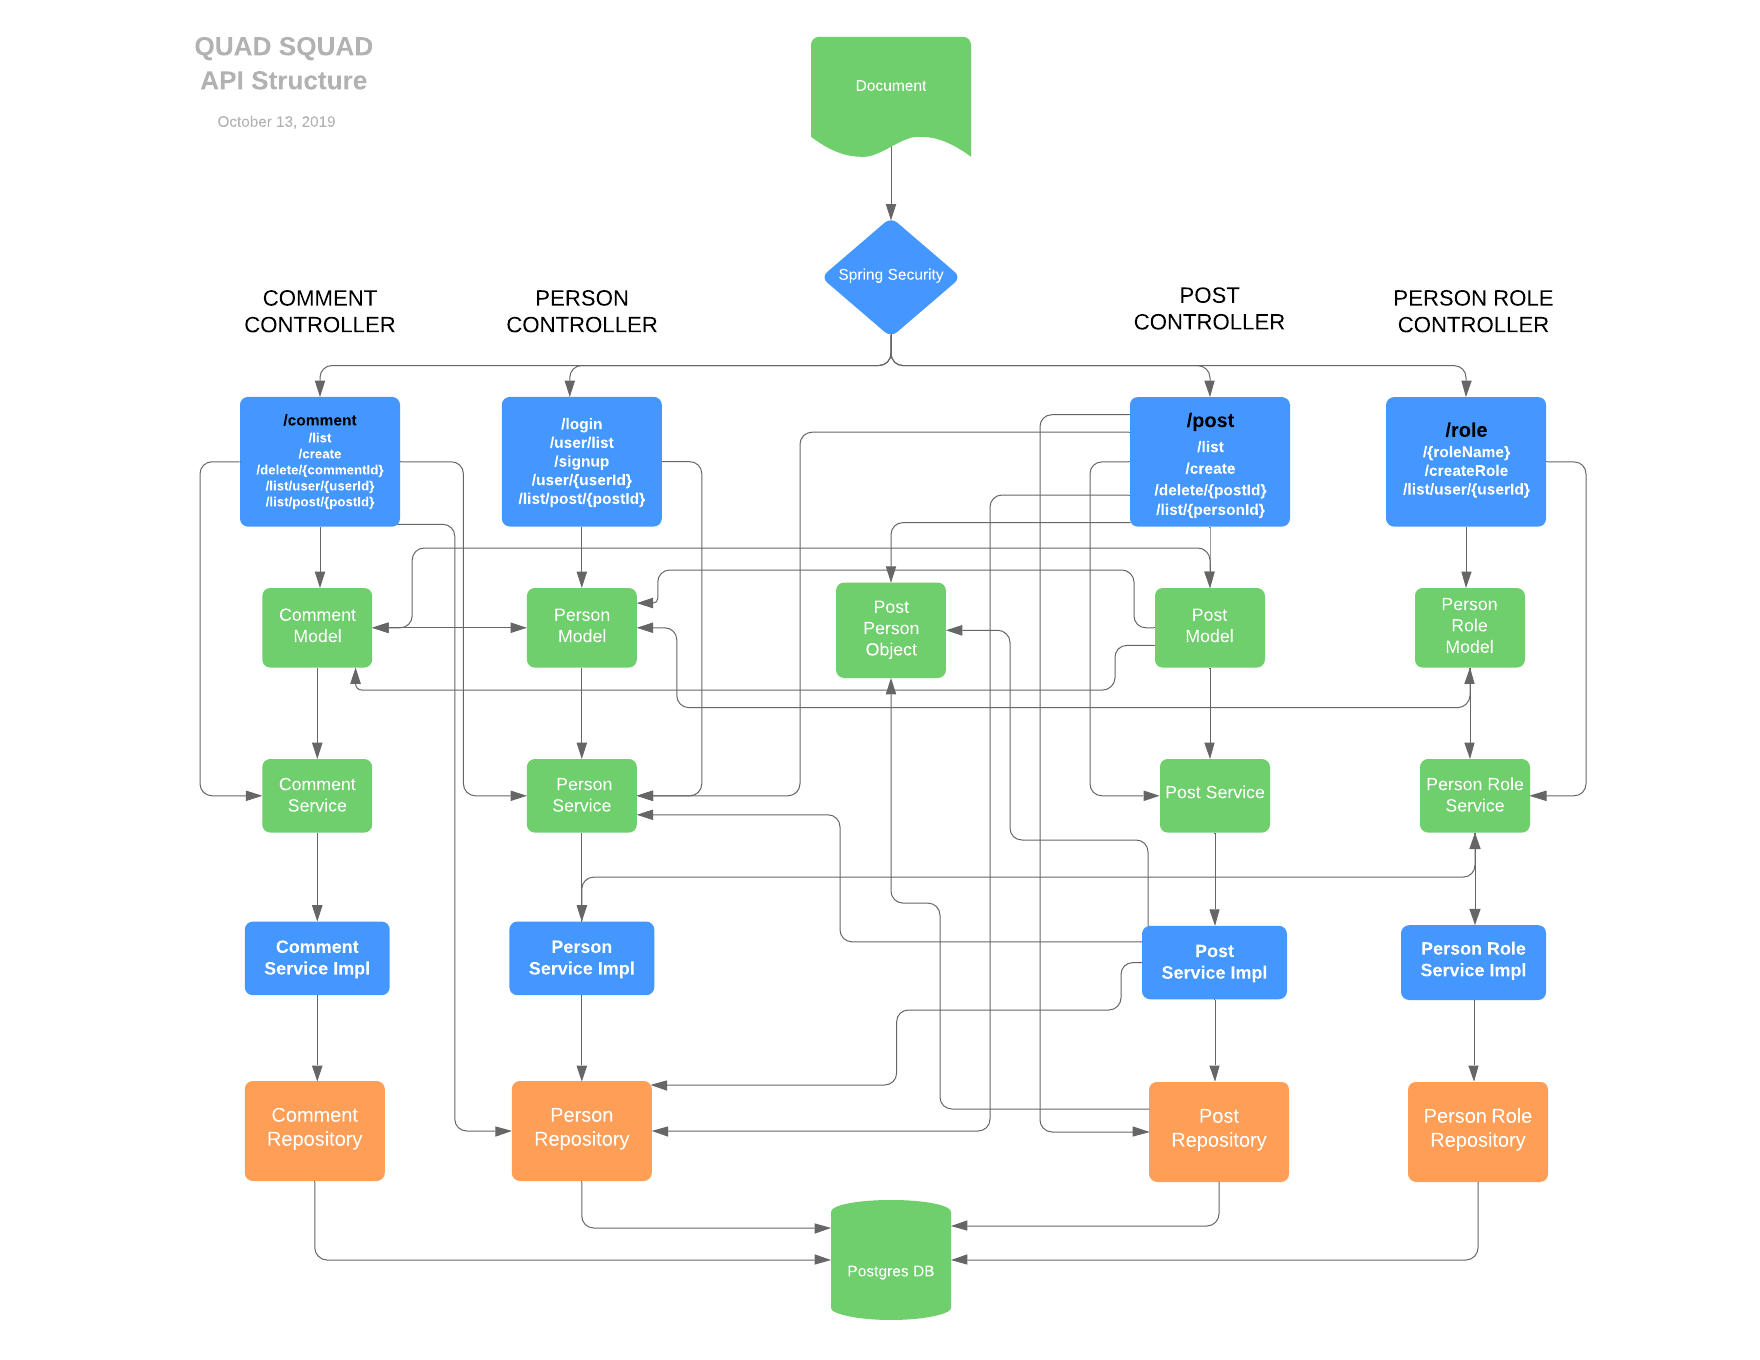 QUAD SQUAD
API Structure
October 13, 2019
Document
Spring Security
COMMENT
CONTROLLER
PERSON
CONTROLLER
POST
CONTROLLER
PERSON ROLE
CONTROLLER
/comment
/list
/create
/delete/{commentId}
/list/user/{userId}
/list/post/{postId}
/login
/user/list
/signup
/user/{userId}
/list/post/{postId}
/post
/list
/create
/delete/{postId}
/list/{personId}
/role
/{roleName}
/createRole
/list/user/{userId}
Comment
Model
Person
Model
Post
Person
Object
Post
Model
Person
Role
Model
Comment
Service
Person
Service
Post Service
Person Role
Service
Comment
Service Impl
Person
Service Impl
Post
Service Impl
Person Role
Service Impl
Comment
Repository
Person
Repository
Post
Repository
Person Role
Repository
Postgres DB